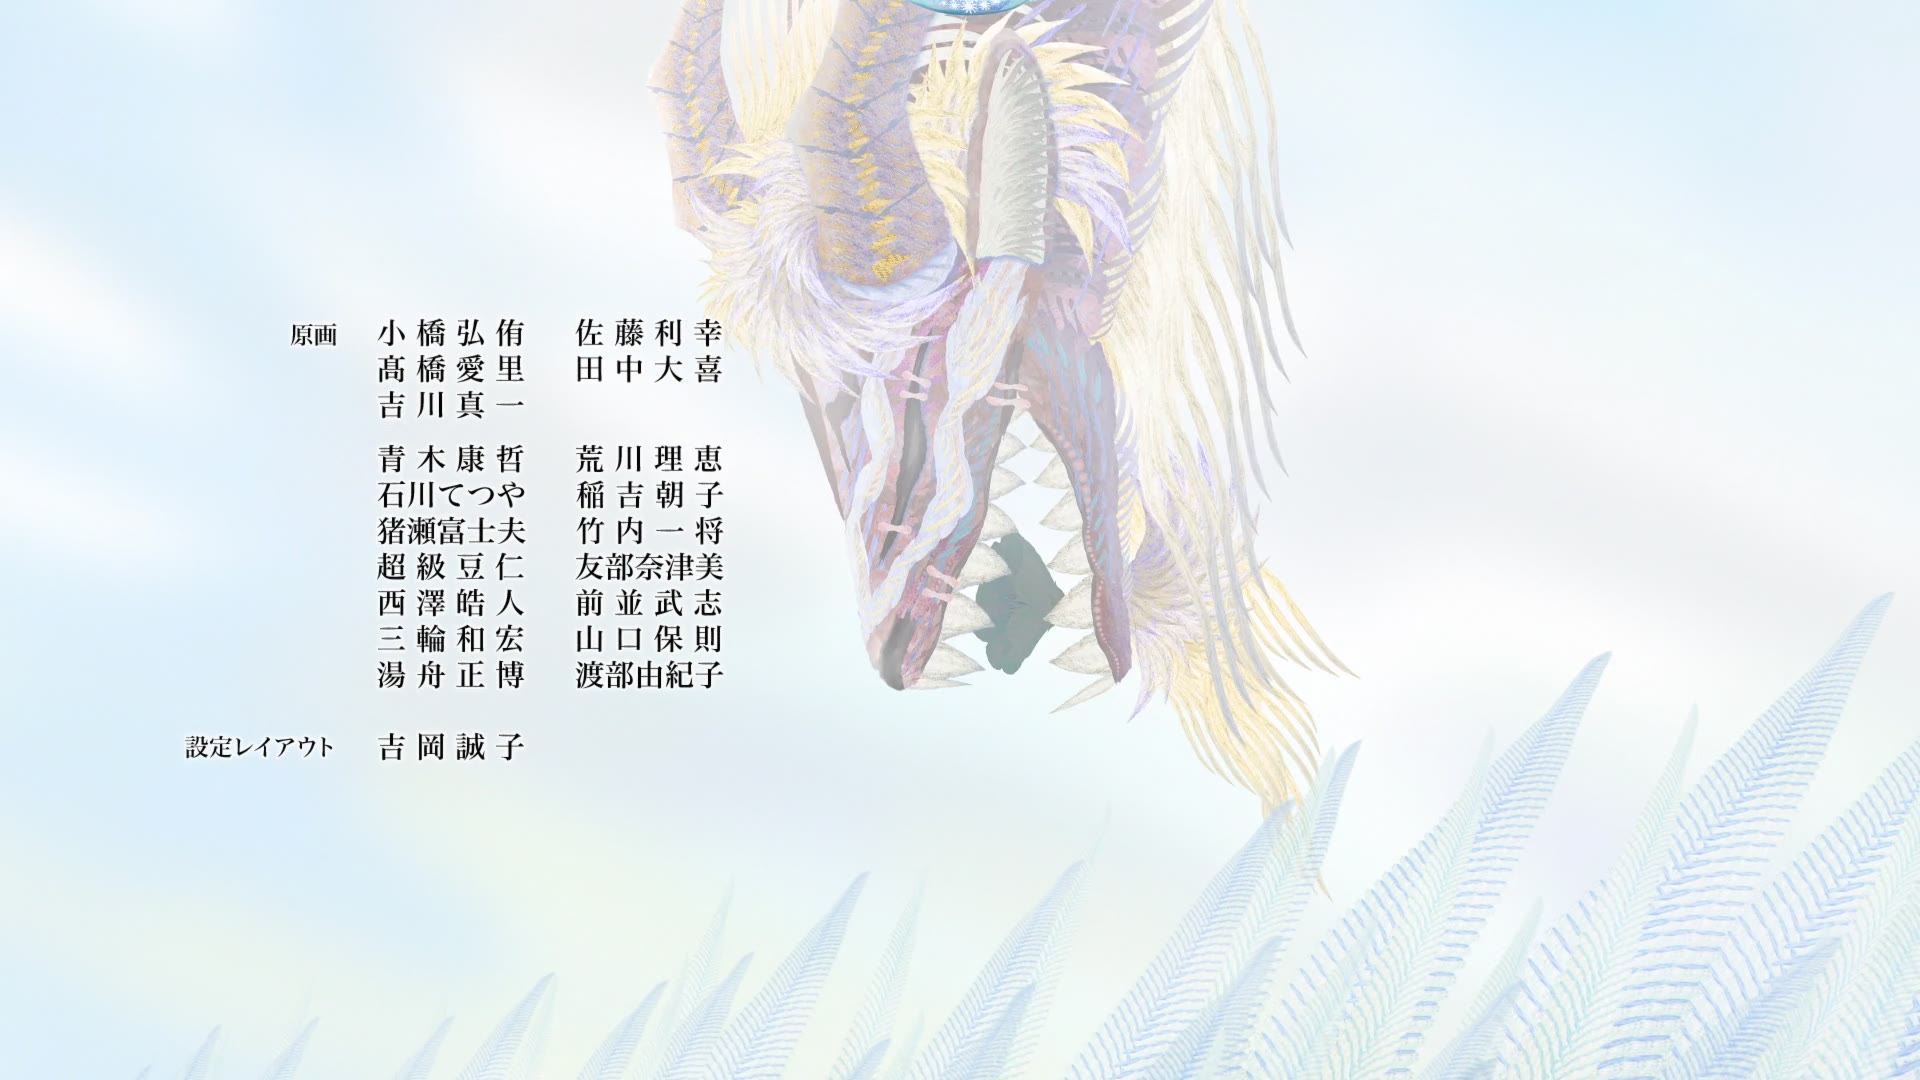 原画 小橋弘侑 佐藤利幸
髙橋愛里 田中大喜
吉川真一
青木康哲 荒川理恵
石川てつや 稲吉朝子
猪瀬富士夫 竹内一将
超級豆仁 友部奈津美
西澤皓人 前並武志
三輪和宏 山口保則
湯舟正博 渡部由紀子
設定レイアウト 吉岡誠子